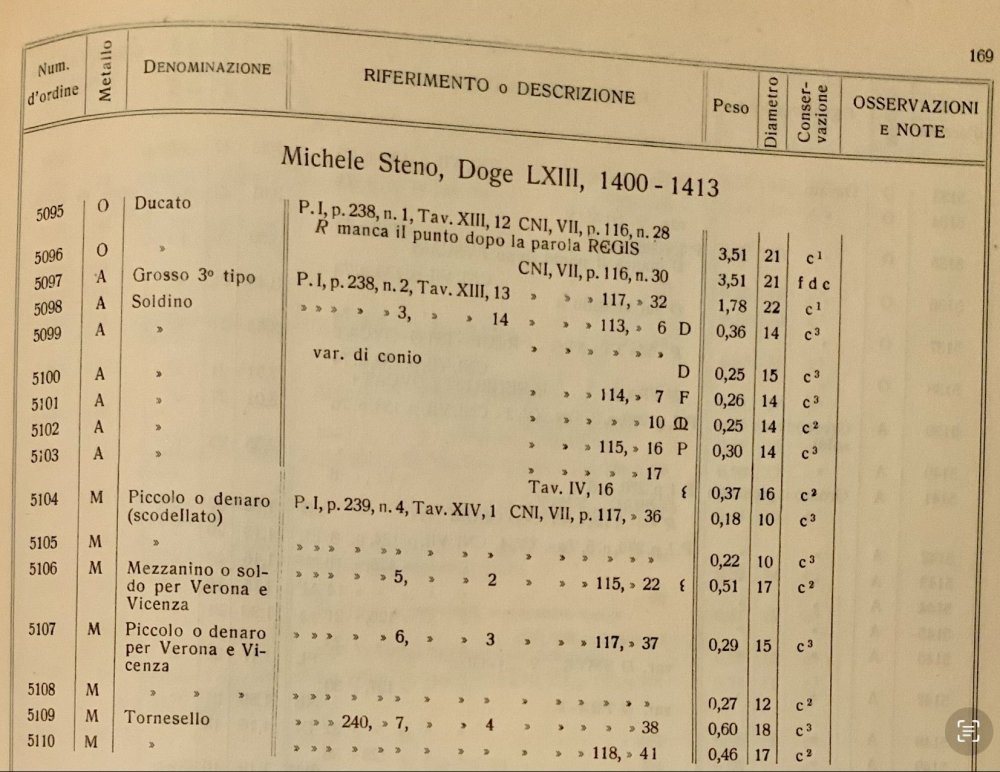 169
Num. d'ordine Metallo DENOMINAZIONE RIFERIMENTO o DESCRIZIONE Peso Diametro Conser-vazione OSSERVAZIONI E NOTE
Michele Steno, Doge LXIII, 1400 - 1413
5095 O Ducato P. I, p. 238, n. 1, Tav. XIII, 12 CNI, VII, p. 116, n. 28
R manca il punto dopo la parola RЄGIS 3,51 21 c¹
5096 O » CNI, VII, p. 116, n. 30 3,51 21 f d c
5097 A Grosso 3º tipo P. I, p. 238, n. 2, Tav. XIII, 13 » » » 117, » 32 1,78 22 c¹
5098 A Soldino » » » » » 3, » » 14 » » » 113, » 6 D 0,36 14 c³
5099 A » » » » » »
var. di conio D 0,25 15 c³
5100 A » » » » 114, » 7 F 0,26 14 c³
5101 A » » » » » » 10 ᗰ 0,25 14 c²
5102 A » » » » 115, » 16 P 0,30 14 c³
5103 A » » » » » » 17
Tav. IV, 16 ε 0,37 16 c²
5104 M Piccolo o denaro P. I, p. 239, n. 4, Tav. XIV, 1 CNI, VII, p. 117, » 36 0,18 10 c³
(scodellato)
5105 M » » » » » » » » » » » » » » 0,22 10 c³
5106 M Mezzanino o sol- » » » » » 5, » » 2 » » » 115, » 22 ε 0,51 17 c²
do per Verona e
Vicenza
5107 M Piccolo o denaro » » » » » 6, » » 3 » » » 117, » 37 0,29 15 c³
per Verona e Vi-
cenza
5108 M » » » » » » » » » » » » » » » » 0,27 12 c²
5109 M Tornesello » » » 240, » 7, » » 4 » » » » » 38 0,60 18 c³
5110 M » » » » » » » » » » » » 118, » 41 0,46 17 c²